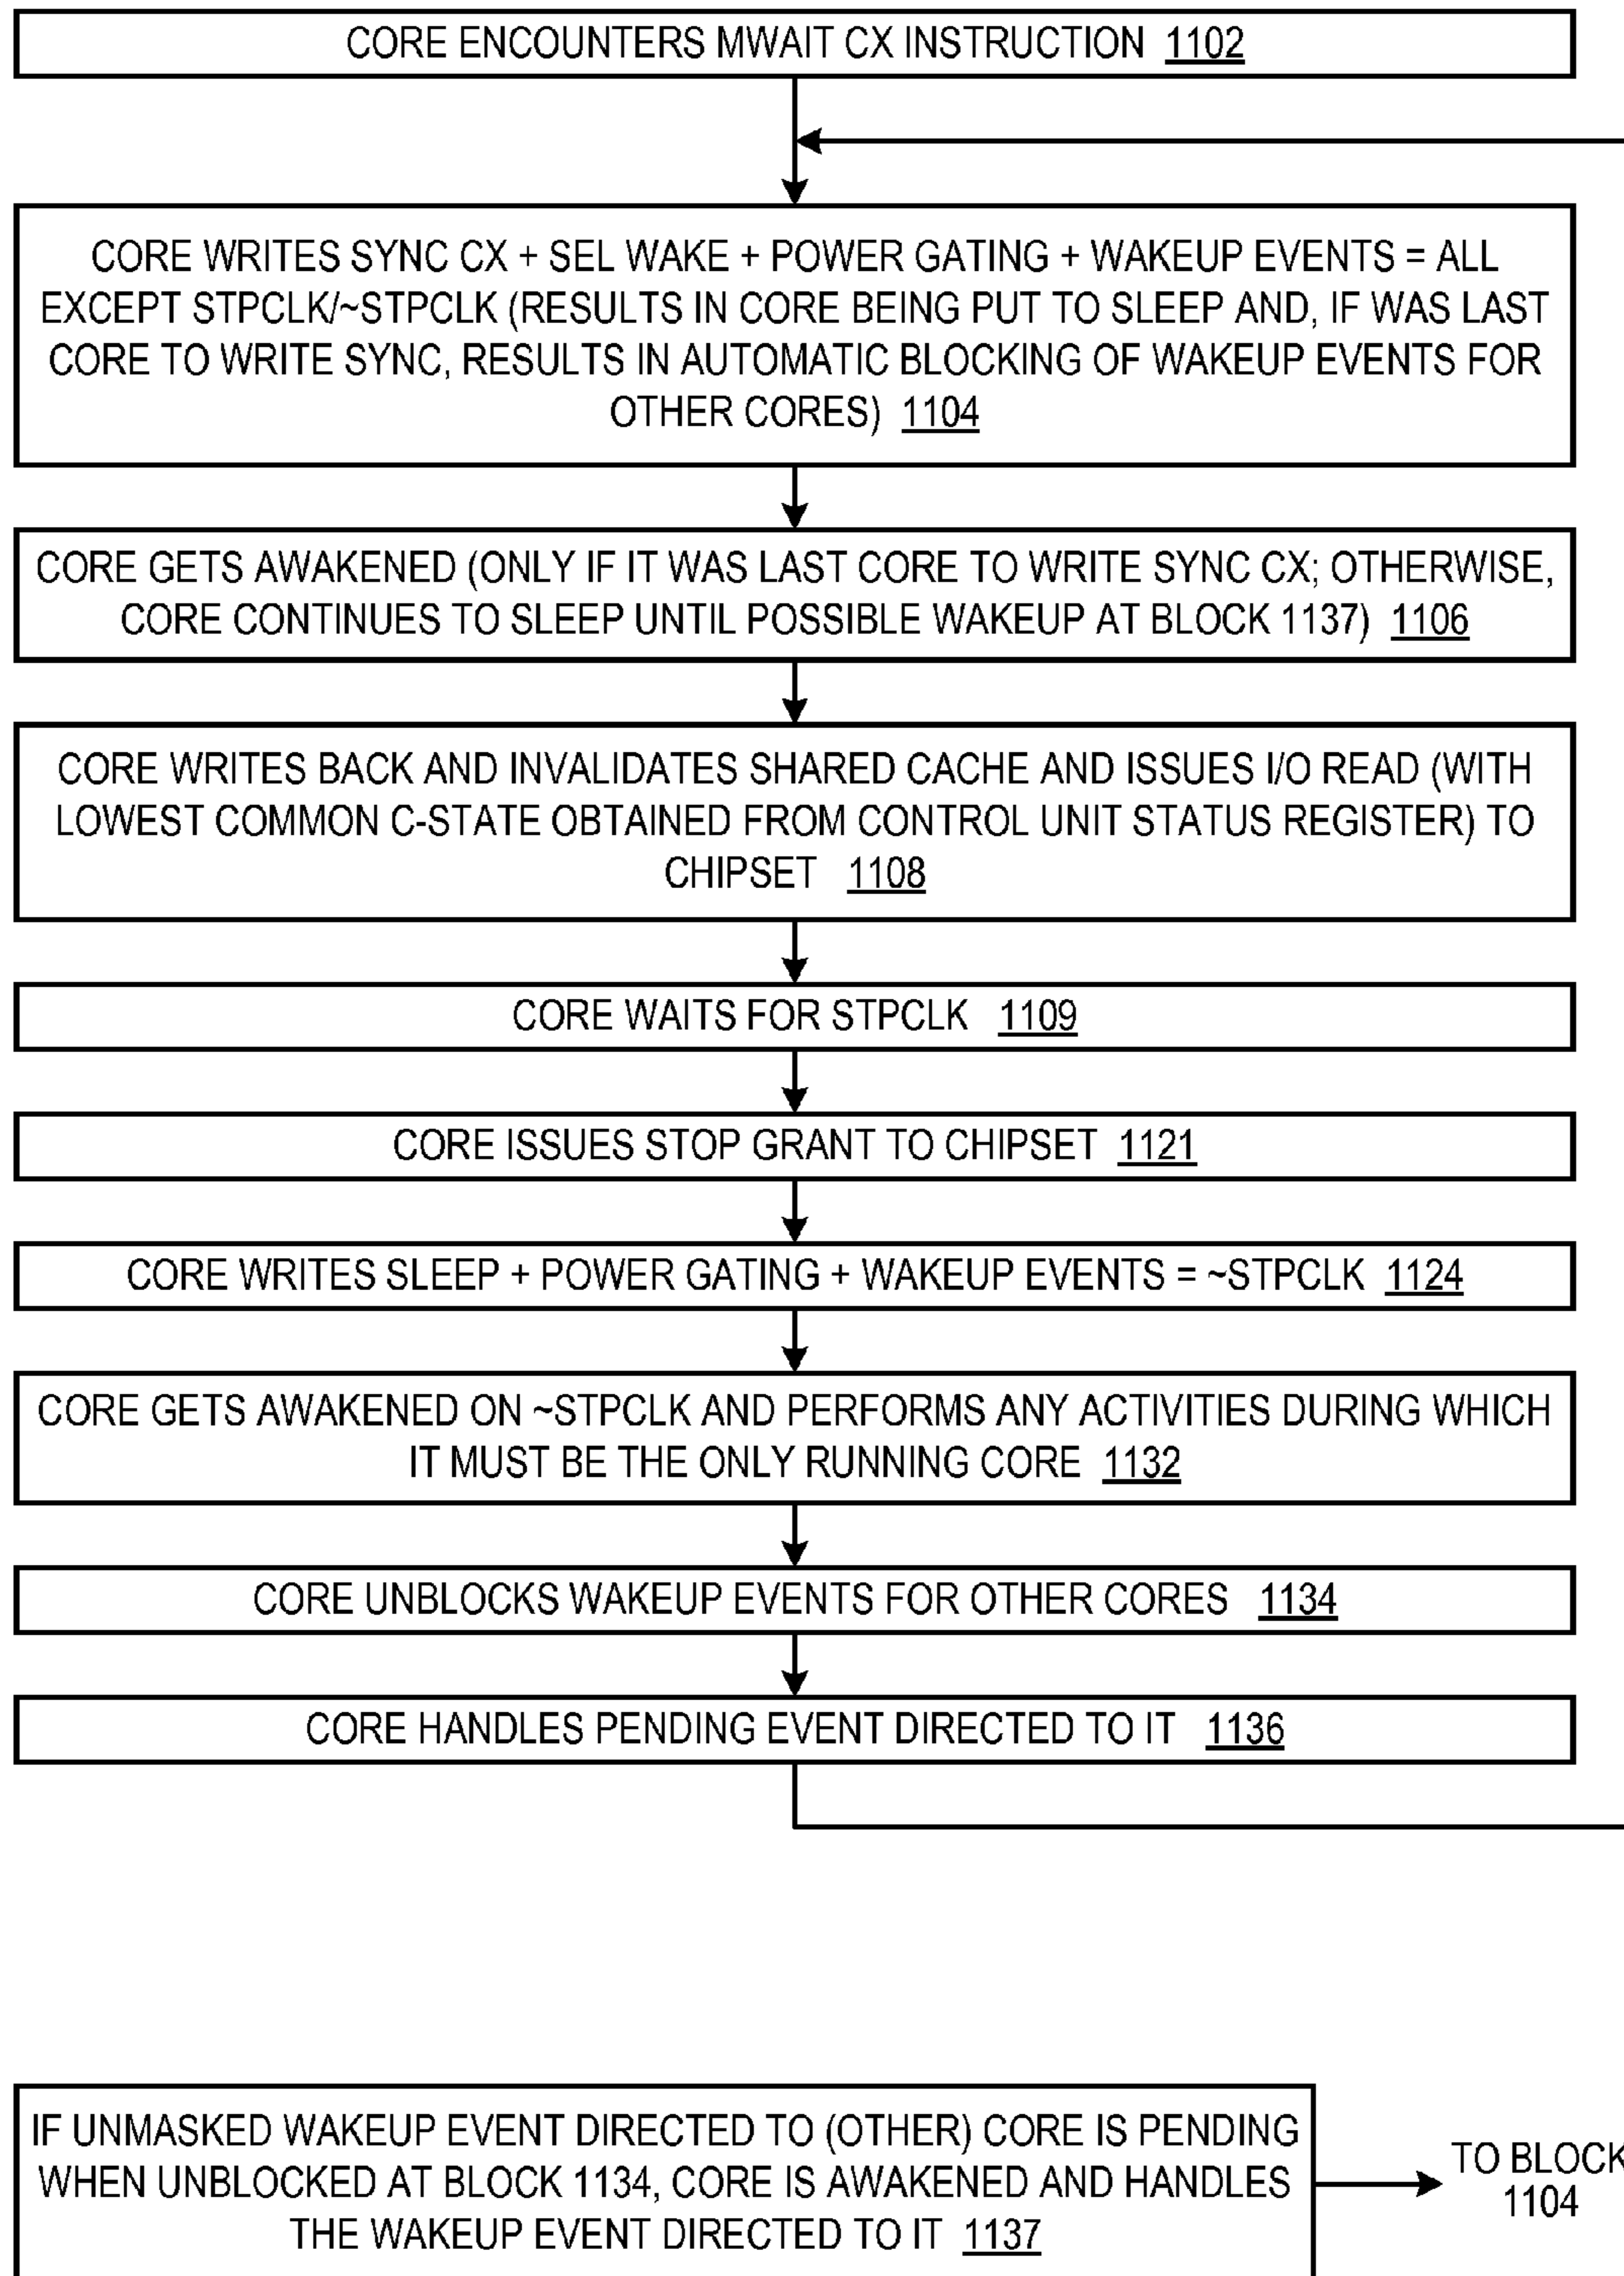 CORE ENCOUNTERS MWAIT CX INSTRUCTION 1102
CORE WRITES SYNC CX + SEL WAKE + POWER GATING + WAKEUP EVENTS = ALL
EXCEPT STPCLK/~STPCLK (RESULTS IN CORE BEING PUT TO SLEEP AND, IF WAS LAST
CORE TO WRITE SYNC, RESULTS IN AUTOMATIC BLOCKING OF WAKEUP EVENTS FOR
OTHER CORES) 1104
CORE GETS AWAKENED (ONLY IF IT WAS LAST CORE TO WRITE SYNC CX; OTHERWISE,
CORE CONTINUES TO SLEEP UNTIL POSSIBLE WAKEUP AT BLOCK 1137) 1106
CORE WRITES BACK AND INVALIDATES SHARED CACHE AND ISSUES I/O READ (WITH
LOWEST COMMON C-STATE OBTAINED FROM CONTROL UNIT STATUS REGISTER) TO
CHIPSET 1108
CORE WAITS FOR STPCLK 1109
CORE ISSUES STOP GRANT TO CHIPSET 1121
CORE WRITES SLEEP + POWER GATING + WAKEUP EVENTS = ~STPCLK 1124
CORE GETS AWAKENED ON ~STPCLK AND PERFORMS ANY ACTIVITIES DURING WHICH
IT MUST BE THE ONLY RUNNING CORE 1132
CORE UNBLOCKS WAKEUP EVENTS FOR OTHER CORES 1134
CORE HANDLES PENDING EVENT DIRECTED TO IT 1136
IF UNMASKED WAKEUP EVENT DIRECTED TO (OTHER) CORE IS PENDING
WHEN UNBLOCKED AT BLOCK 1134, CORE IS AWAKENED AND HANDLES
THE WAKEUP EVENT DIRECTED TO IT 1137
TO BLOCK
1104